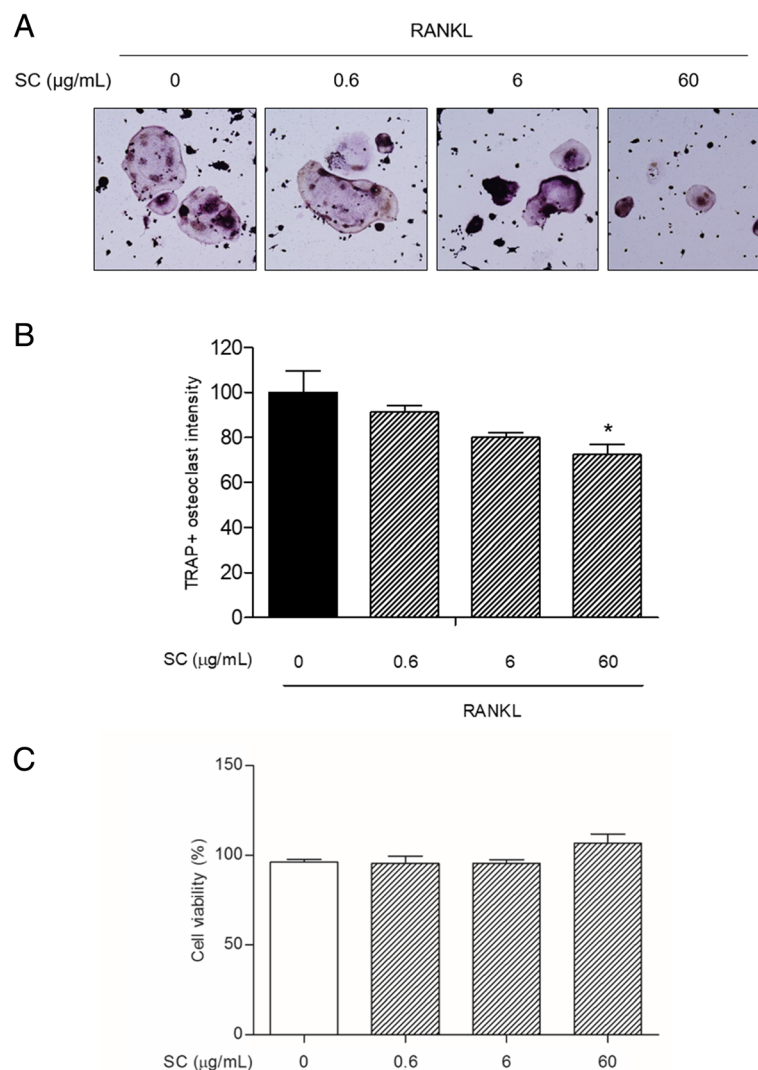 A
RANKL
SC (μg/mL) 0 0.6 6 60
B
TRAP+ osteoclast intensity
120
100
80
60
40
20
0
*
SC (μg/mL) 0 0.6 6 60
RANKL
C
Cell viability (%)
150
100
50
0
SC (μg/mL) 0 0.6 6 60